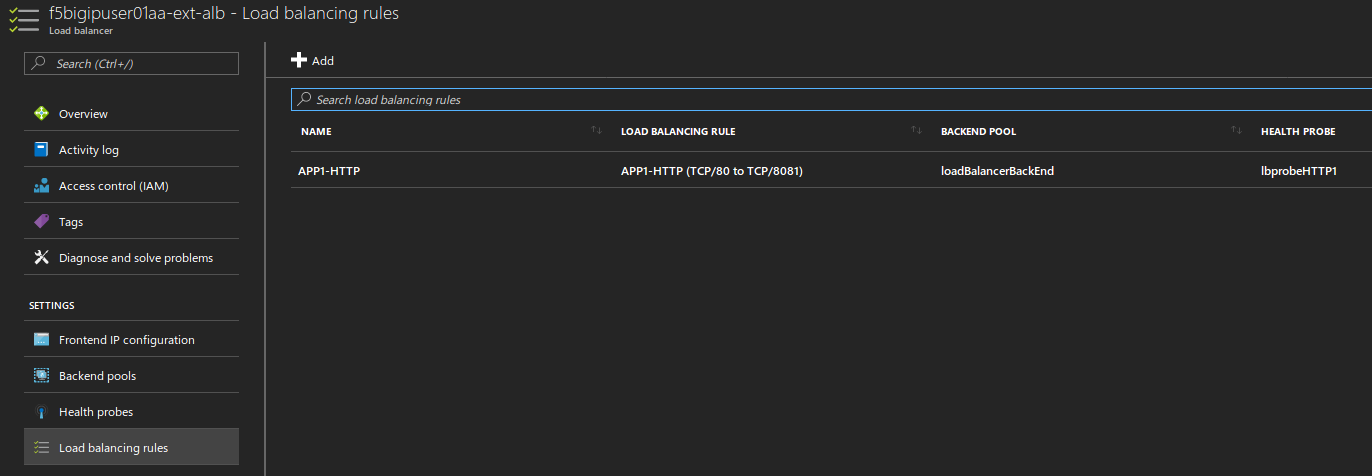 f5bigipuser01aa-ext-alb - Load balancing rules
Load balancer
Search (Ctrl+/)
Overview
Activity log
Access control (IAM)
Tags
Diagnose and solve problems
SETTINGS
Frontend IP configuration
Backend pools
Health probes
Load balancing rules
Add
Search load balancing rules
NAME LOAD BALANCING RULE BACKEND POOL HEALTH PROBE
APP1-HTTP APP1-HTTP (TCP/80 to TCP/8081) loadBalancerBackEnd lbprobeHTTP1